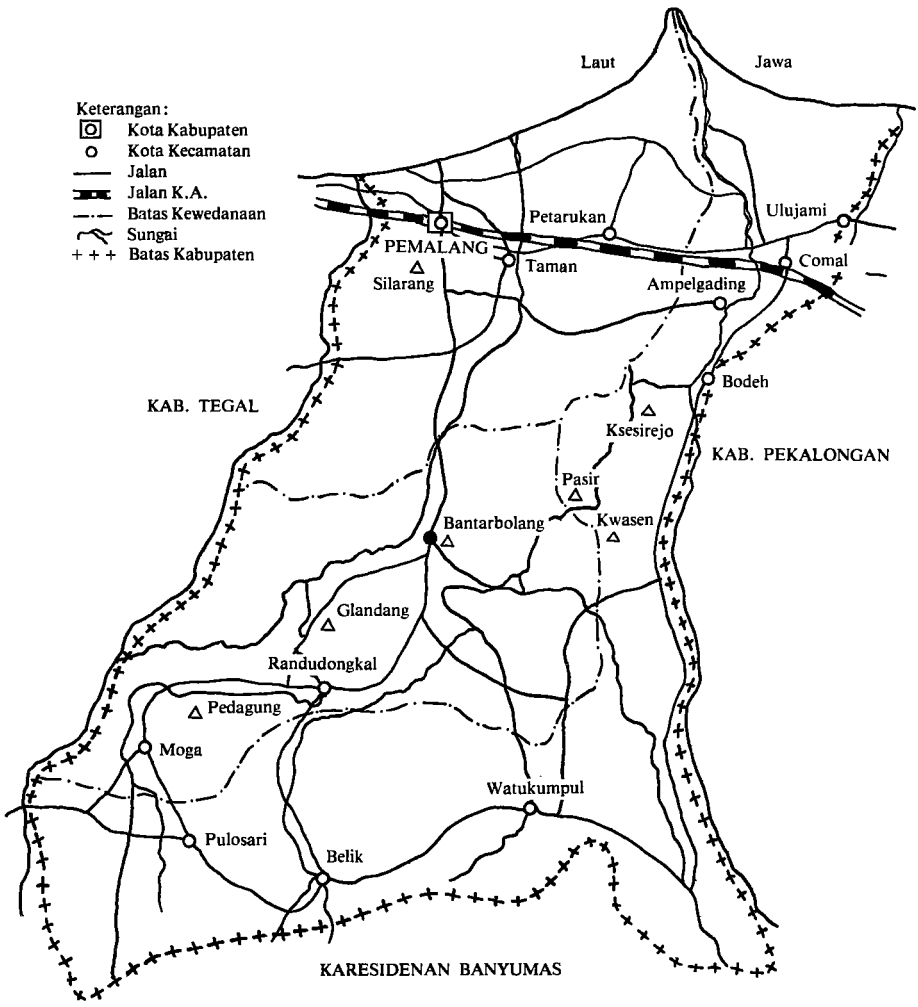 Laut
Jawa
Keterangan:
Kota Kabupaten
Kota Kecamatan
Jalan
Jalan K.A.
Batas Kewedanaan
Sungai
+ + + Batas Kabupaten
Petarukan
Ulujami
PEMALANG
Taman
Comal
Silarang
Ampelgading
Bodeh
KAB. TEGAL
Ksesirejo
KAB. PEKALONGAN
Pasir
Bantarbolang
Kwasen
Glandang
Randudongkal
Pedagung
Moga
Watukumpul
Pulosari
Belik
KARESIDENAN BANYUMAS